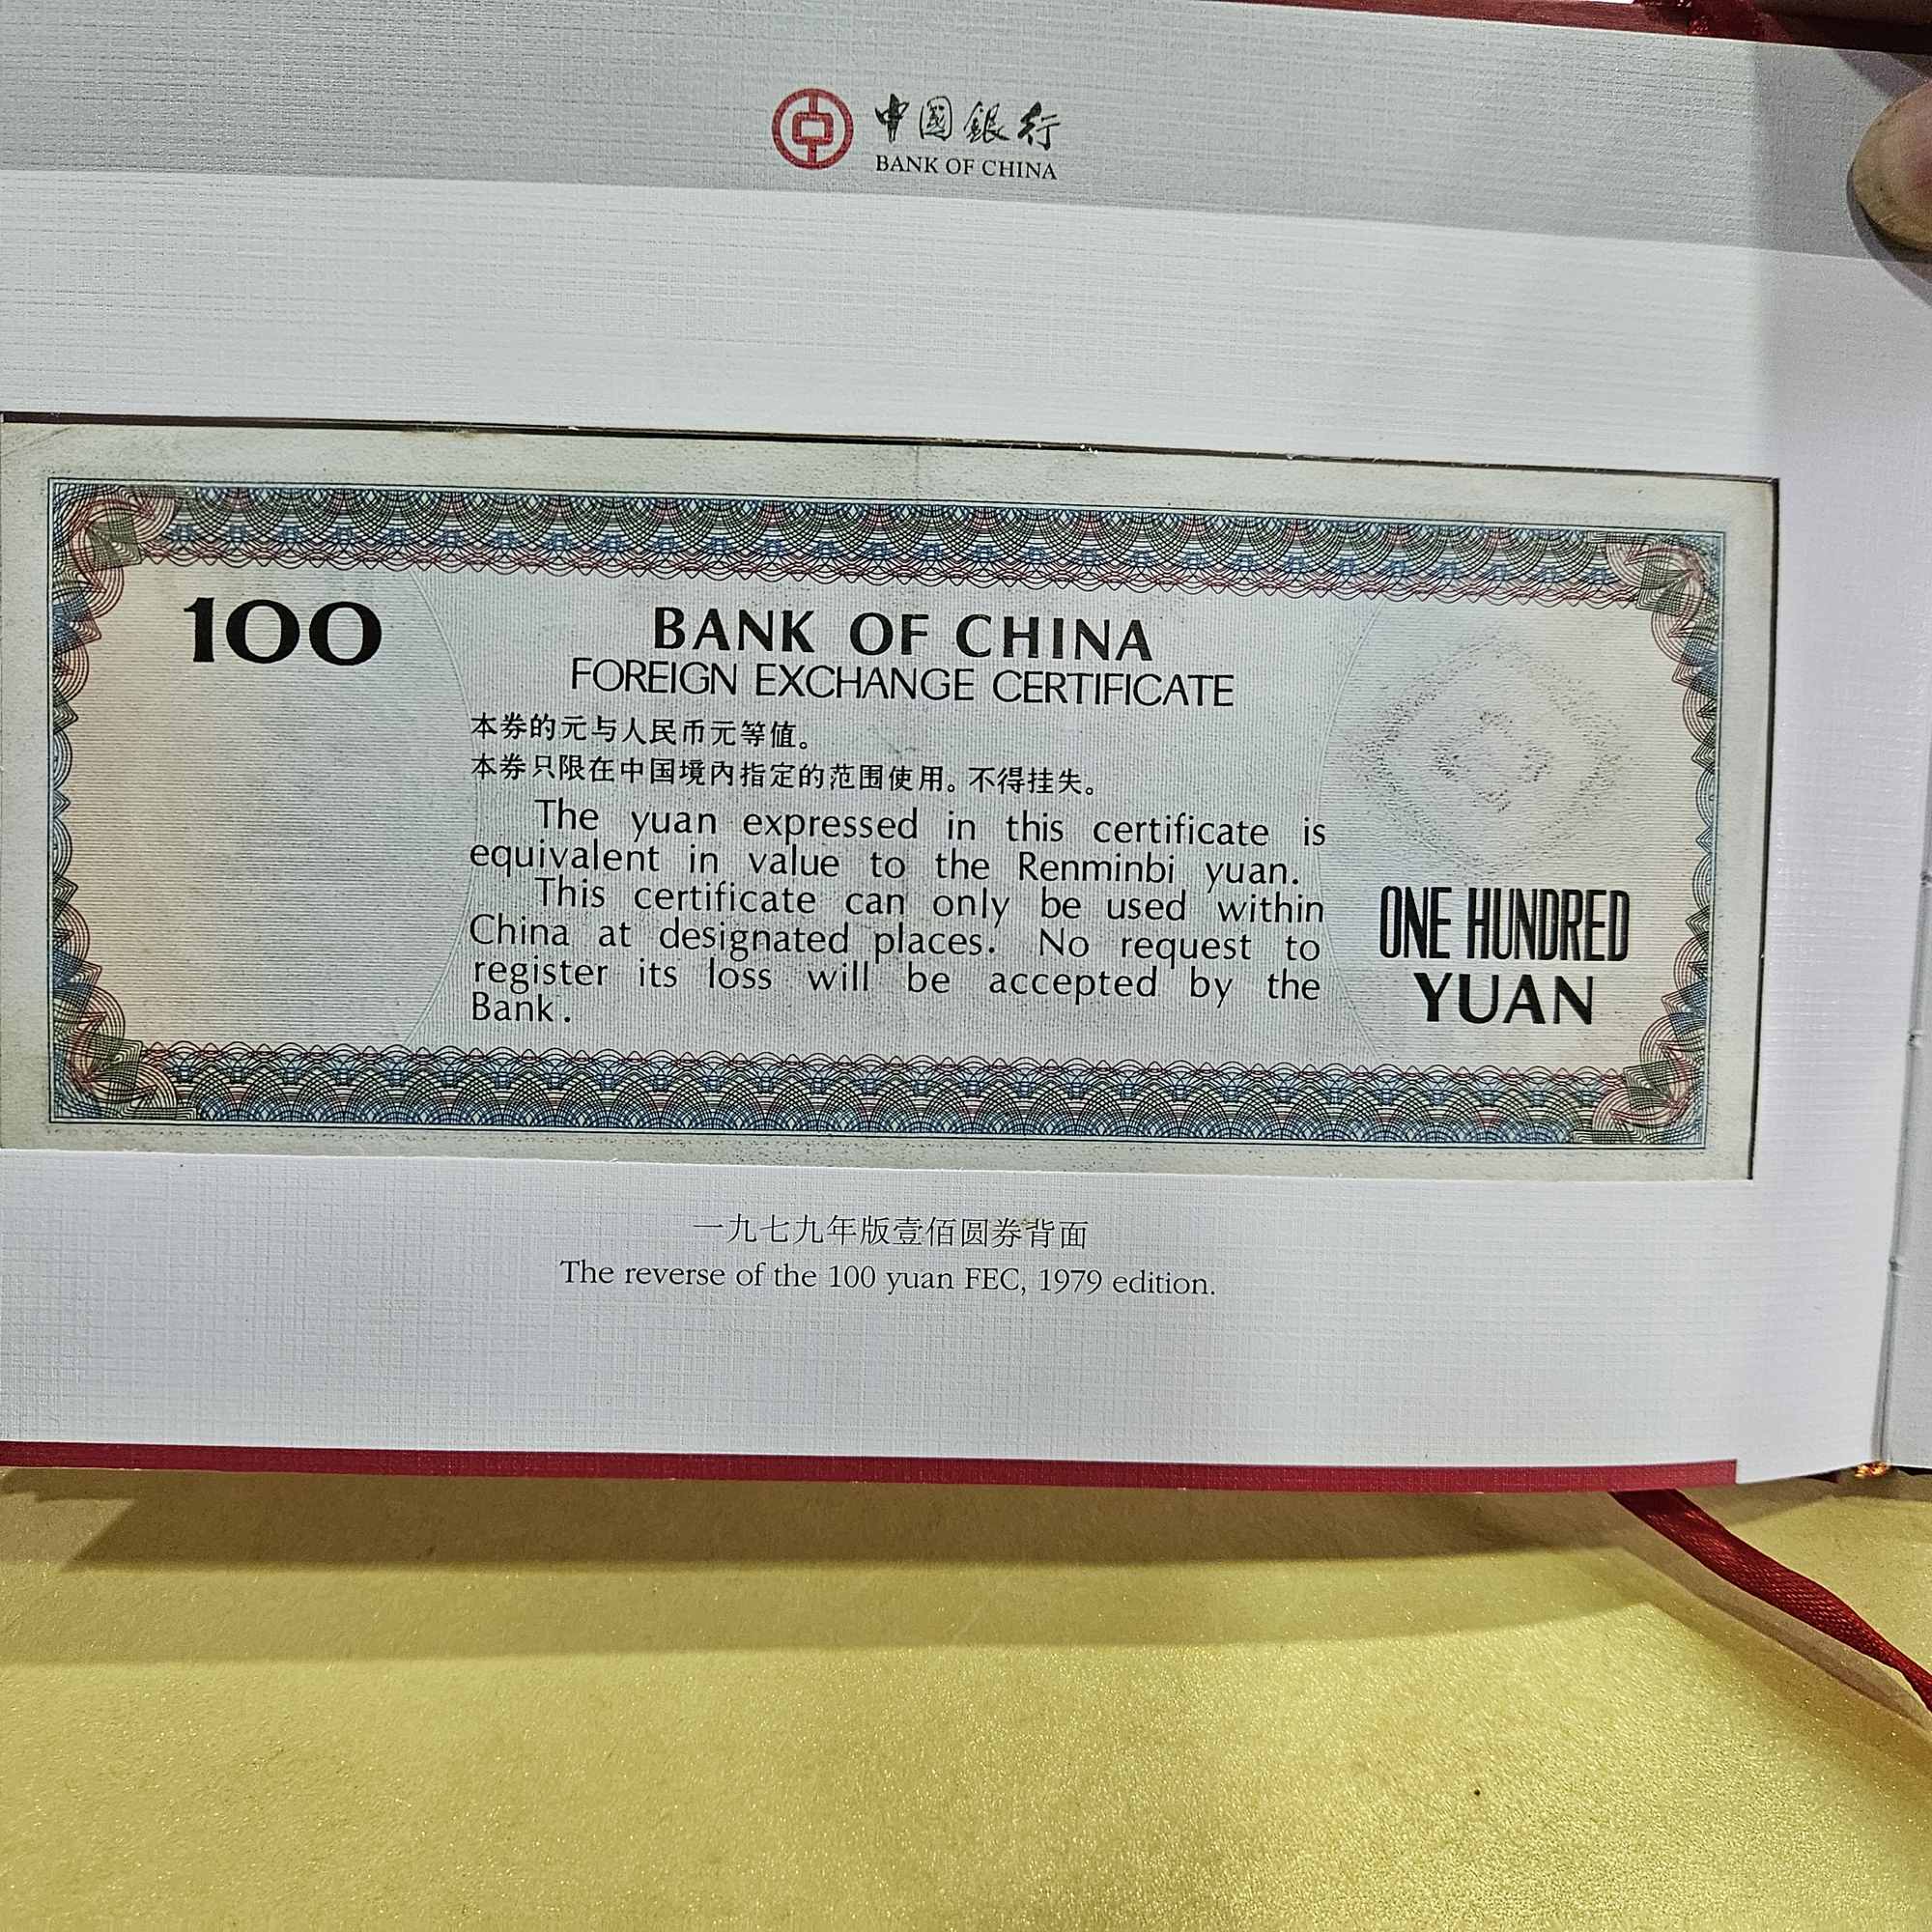 中國銀行
BANK OF CHINA
100
BANK OF CHINA
FOREIGN EXCHANGE CERTIFICATE
本券的元与人民币元等值。
本券只限在中国境内指定的范围使用。不得挂失。
The yuan expressed in this certificate is
equivalent in value to the Renminbi yuan.
This certificate can only be used within
China at designated places. No request to
register its loss will be accepted by the
Bank.
ONE HUNDRED
YUAN
一九七九年版壹佰圆券背面
The reverse of the 100 yuan FEC, 1979 edition.